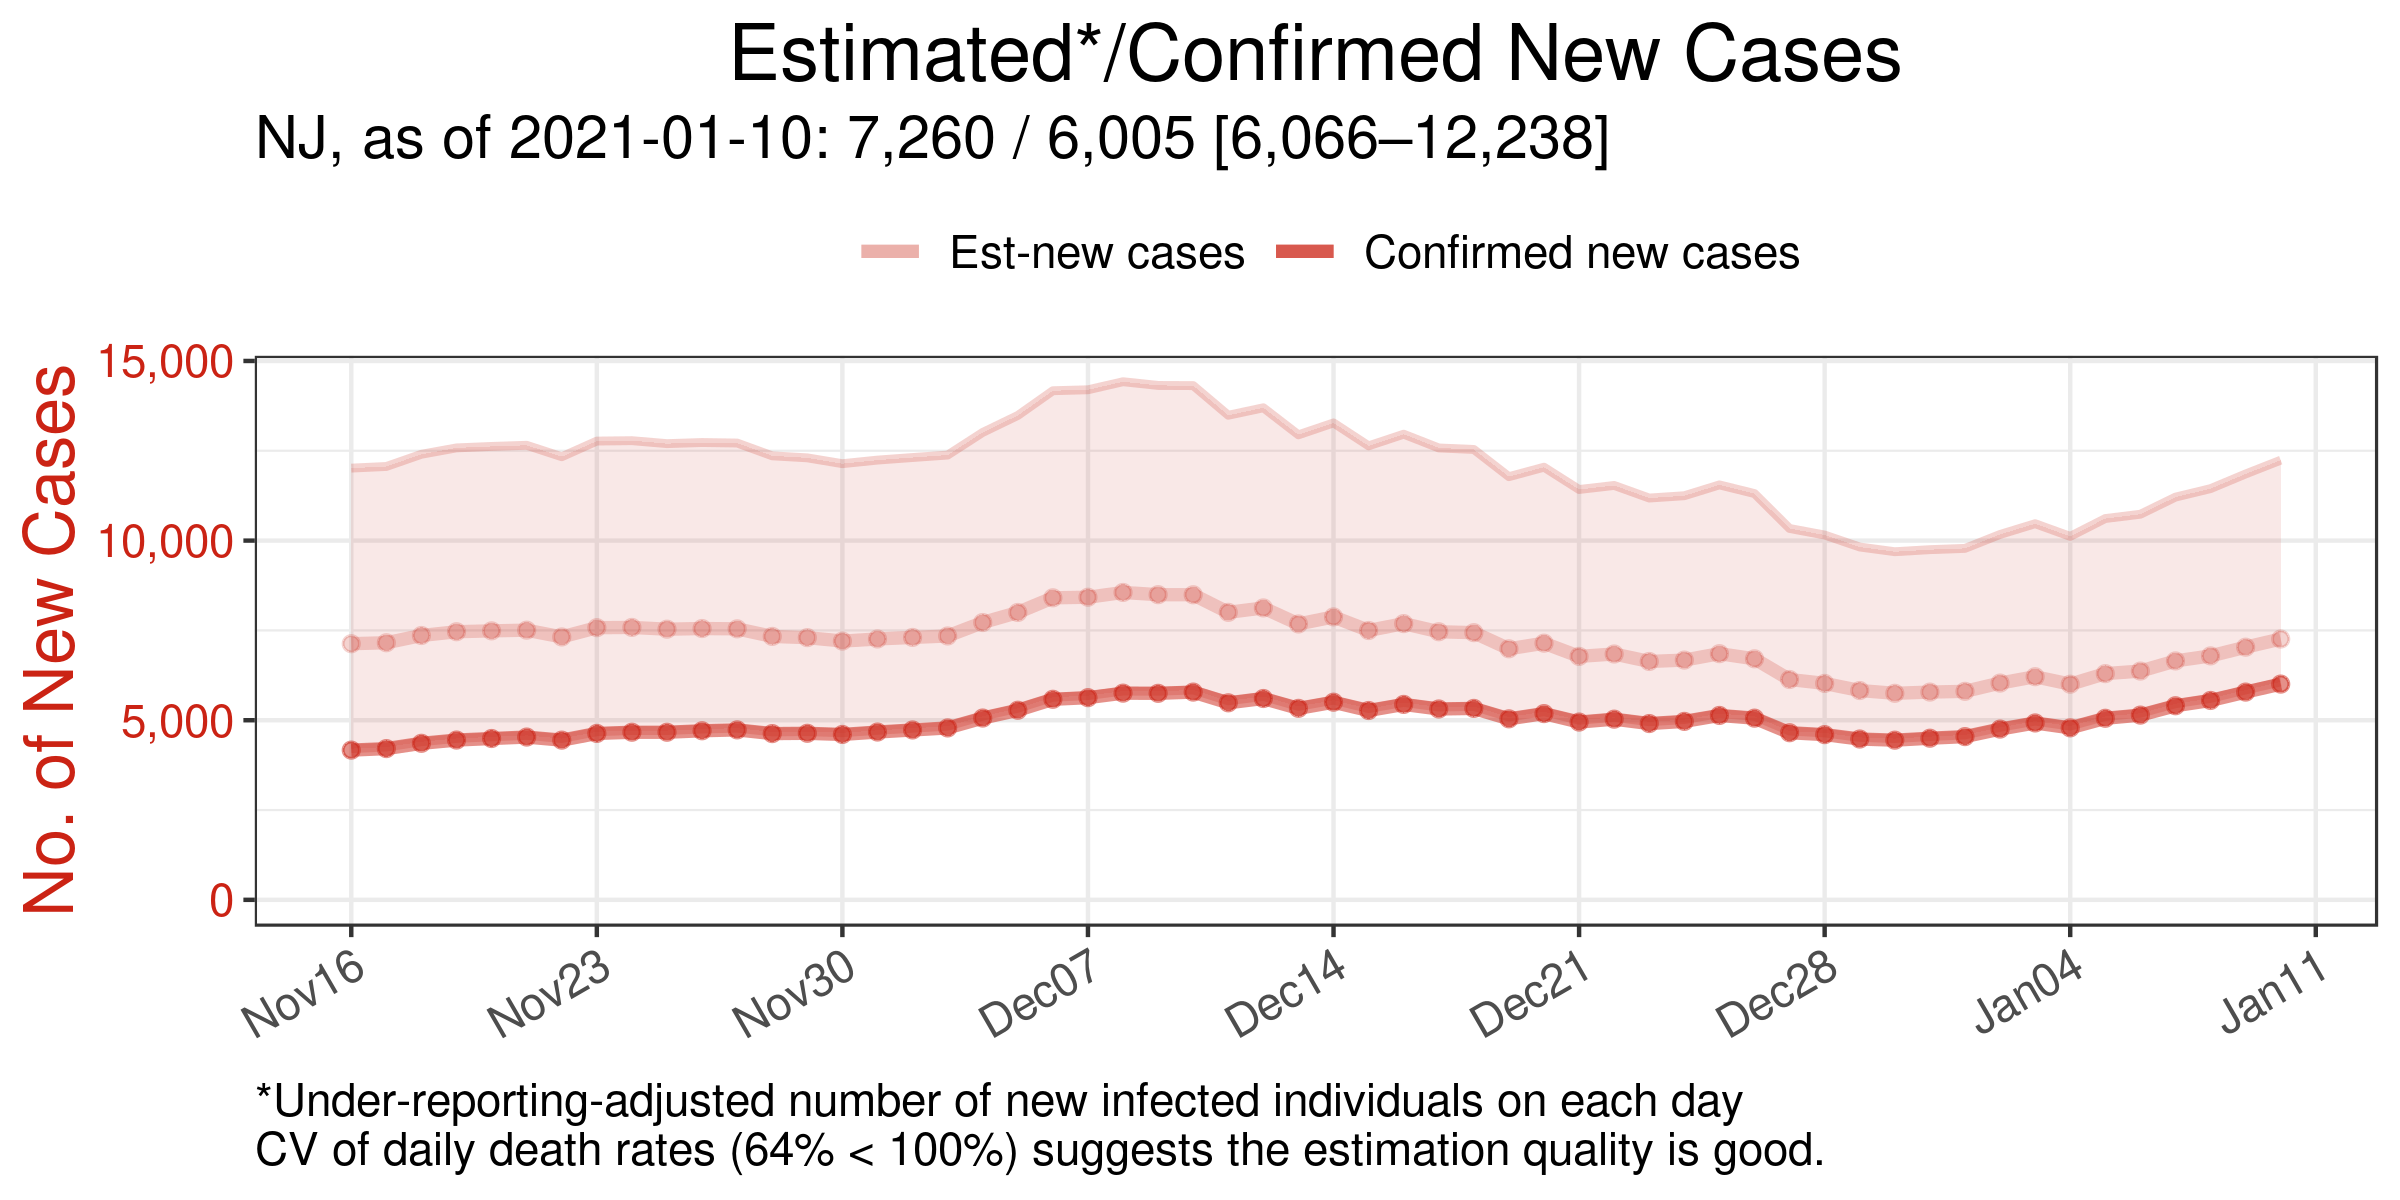 Estimated*/Confirmed New Cases
NJ, as of 2021-01-10: 7,260 / 6,005 [6,066–12,238]
Est-new cases Confirmed new cases
No. of New Cases
15,000
10,000
5,000
0
Nov16 Nov23 Nov30 Dec07 Dec14 Dec21 Dec28 Jan04 Jan11
*Under-reporting-adjusted number of new infected individuals on each day
CV of daily death rates (64% < 100%) suggests the estimation quality is good.